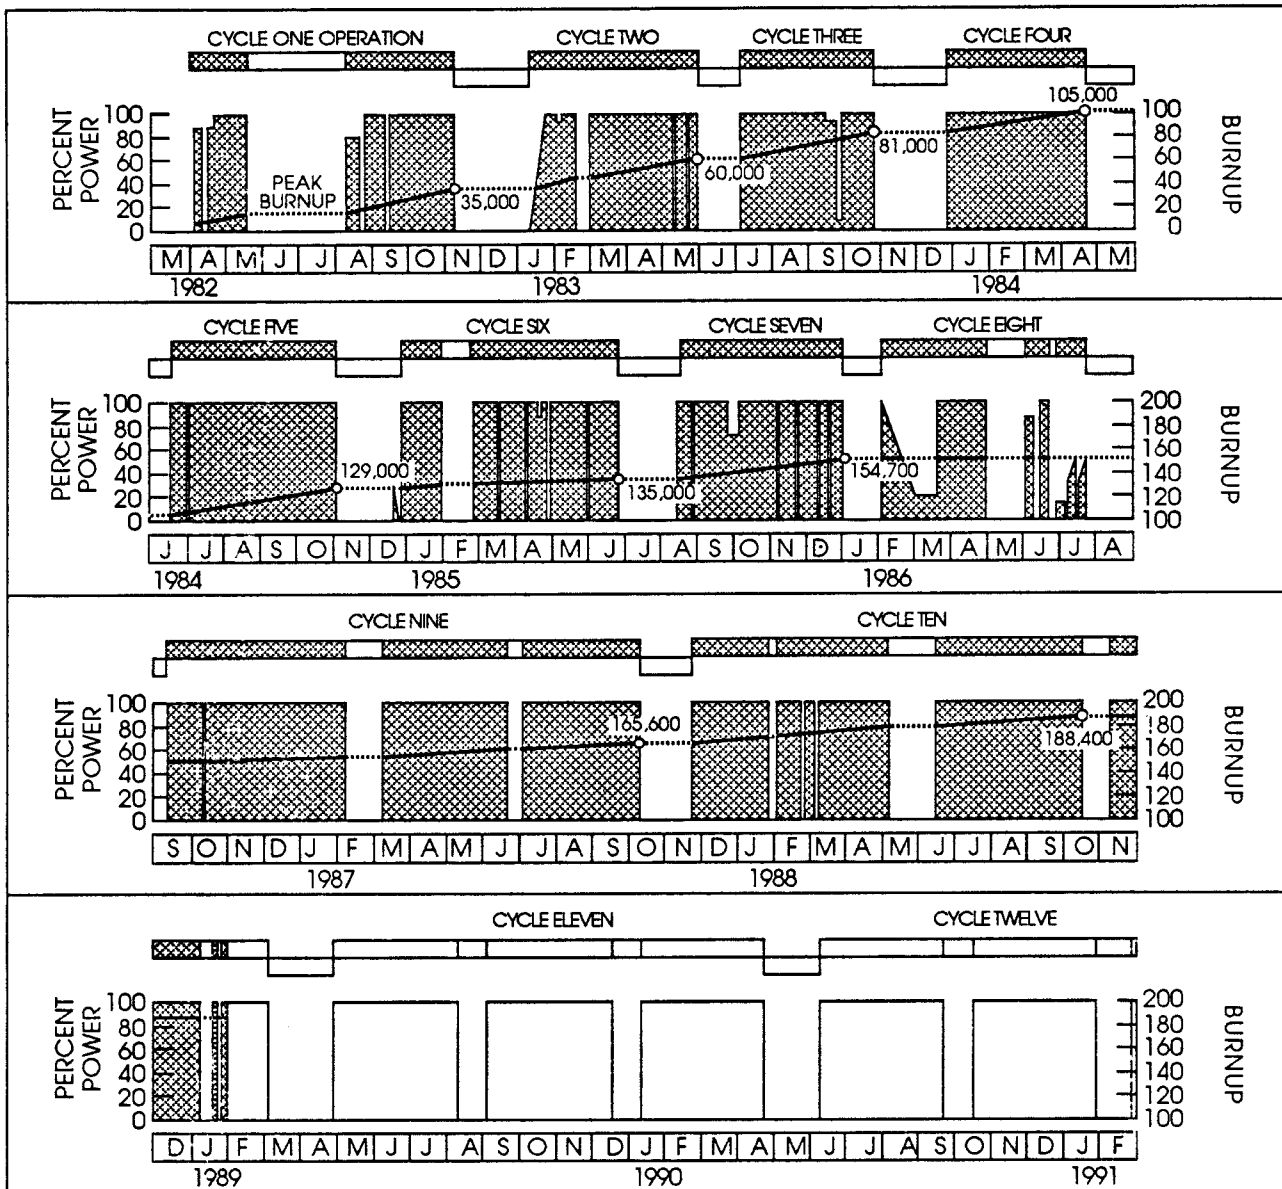 CYCLE ONE OPERATION CYCLE TWO CYCLE THREE CYCLE FOUR
PERCENT POWER
100
80
60
40
20
0
PEAK
BURNUP
35,000
60,000
81,000
105,000
100
80
60
40
20
0
BURNUP
M A M J J A S O N D J F M A M J J A S O N D J F M A M
1982 1983 1984
CYCLE FIVE CYCLE SIX CYCLE SEVEN CYCLE EIGHT
PERCENT POWER
100
80
60
40
20
0
129,000
135,000
154,700
200
180
160
140
120
100
BURNUP
J J A S O N D J F M A M J J A S O N D J F M A M J J A
1984 1985 1986
CYCLE NINE CYCLE TEN
PERCENT POWER
100
80
60
40
20
0
165,600
188,400
200
180
160
140
120
100
BURNUP
S O N D J F M A M J J A S O N D J F M A M J J A S O N
1987 1988
CYCLE ELEVEN CYCLE TWELVE
PERCENT POWER
100
80
60
40
20
0
200
180
160
140
120
100
BURNUP
D J F M A M J J A S O N D J F M A M J J A S O N D J F
1989 1990 1991